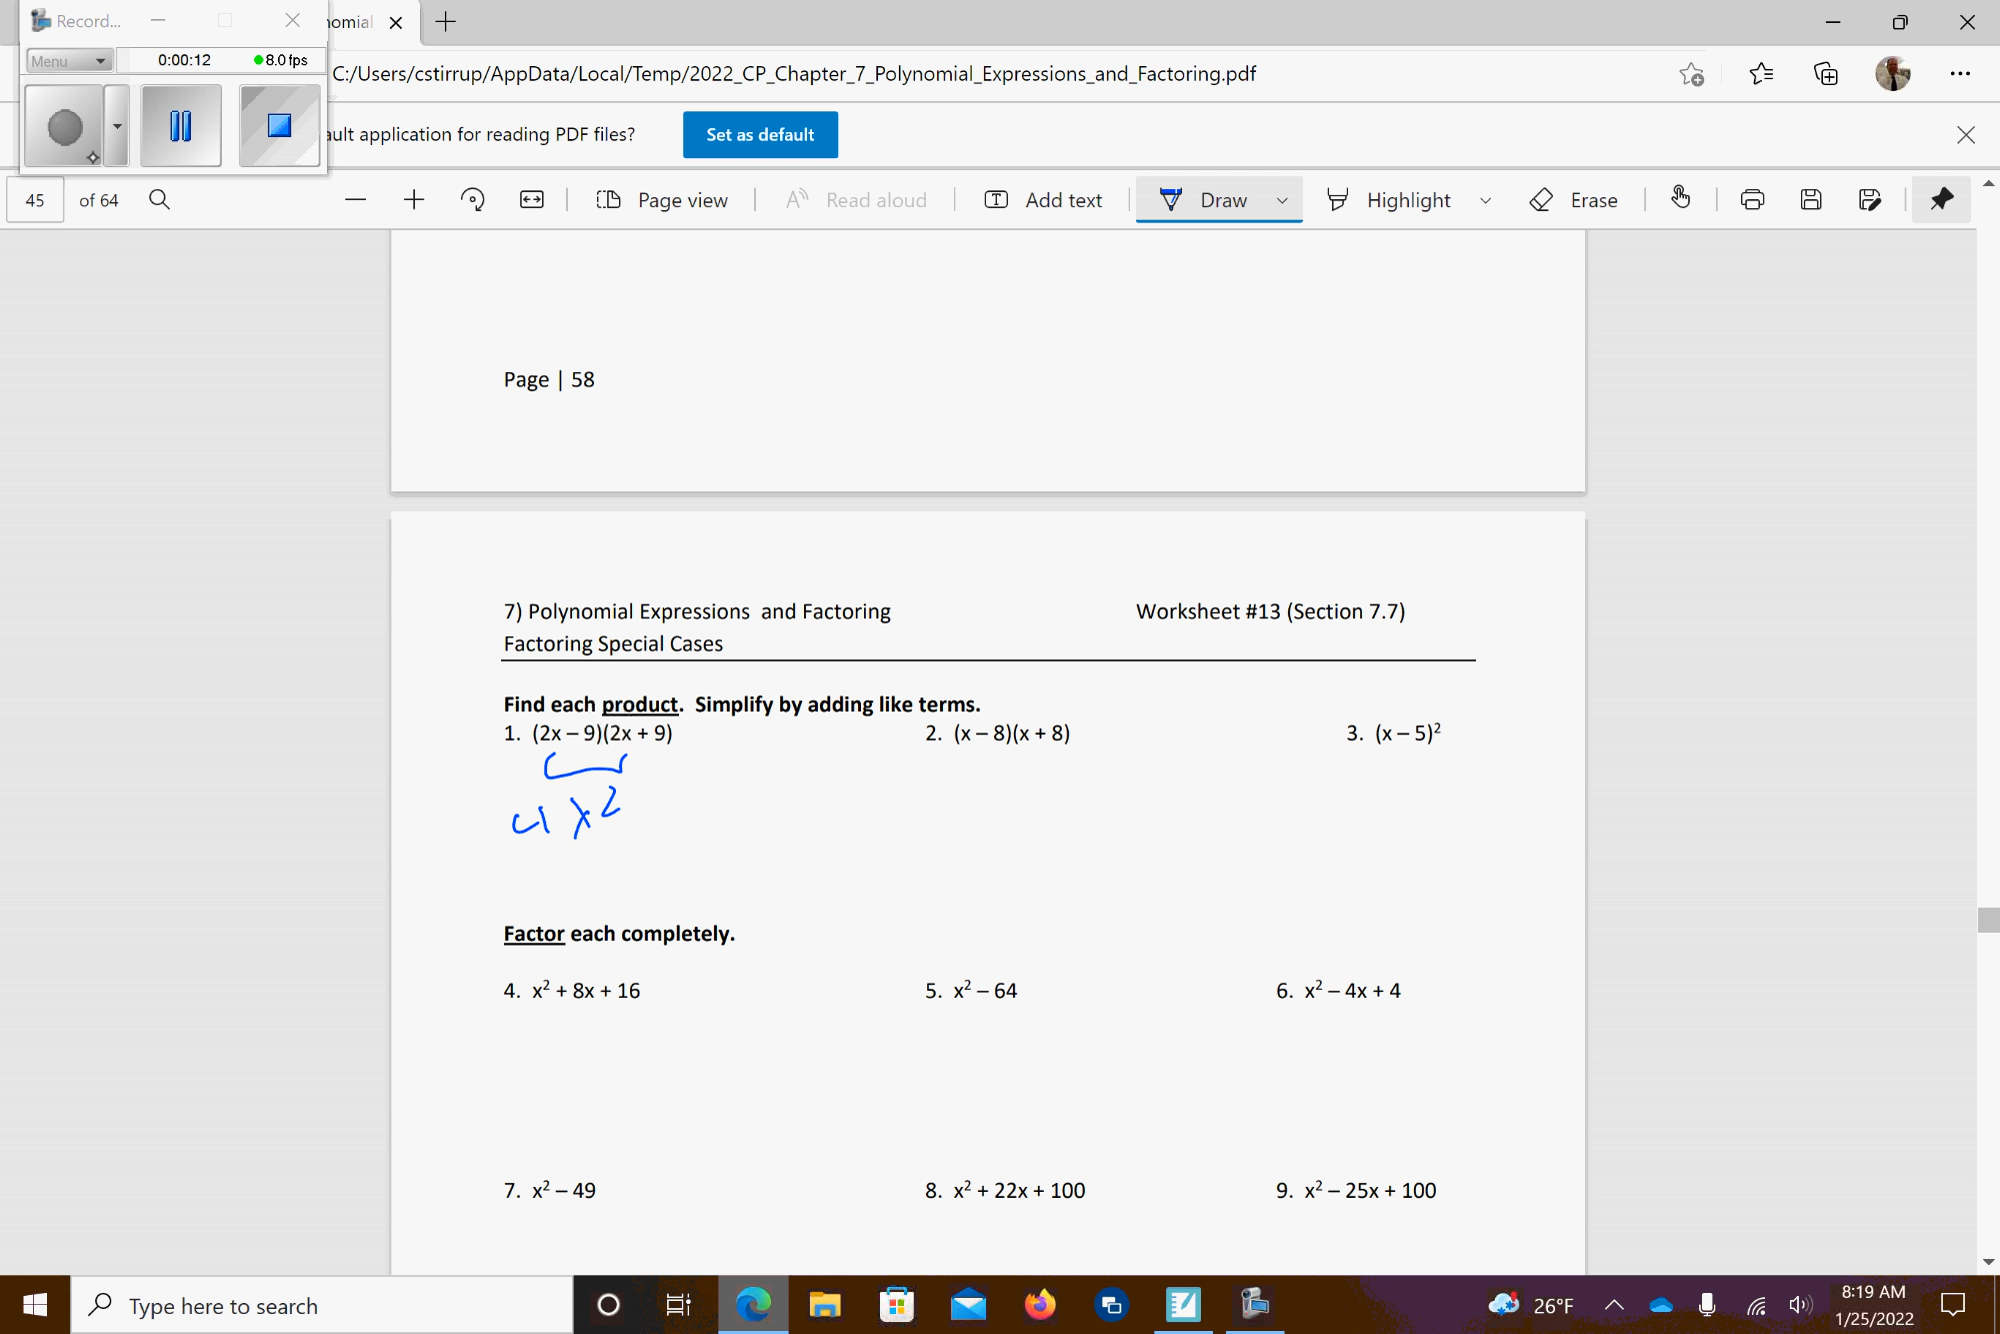 Record...
omial
Menu
0:00:12
8.0 fps
C:/Users/cstirrup/AppData/Local/Temp/2022_CP_Chapter_7_Polynomial_Expressions_and_Factoring.pdf
ault application for reading PDF files?
Set as default
45 of 64
Page view
Read aloud
Add text
Draw
Highlight
Erase
Page | 58
7) Polynomial Expressions and Factoring
Worksheet #13 (Section 7.7)
Factoring Special Cases
Find each product. Simplify by adding like terms.
1. (2x – 9)(2x + 9)
2. (x – 8)(x + 8)
3. (x – 5)²
4x²
Factor each completely.
4. x² + 8x + 16
5. x² – 64
6. x² – 4x + 4
7. x² – 49
8. x² + 22x + 100
9. x² – 25x + 100
Type here to search
26°F
8:19 AM
1/25/2022